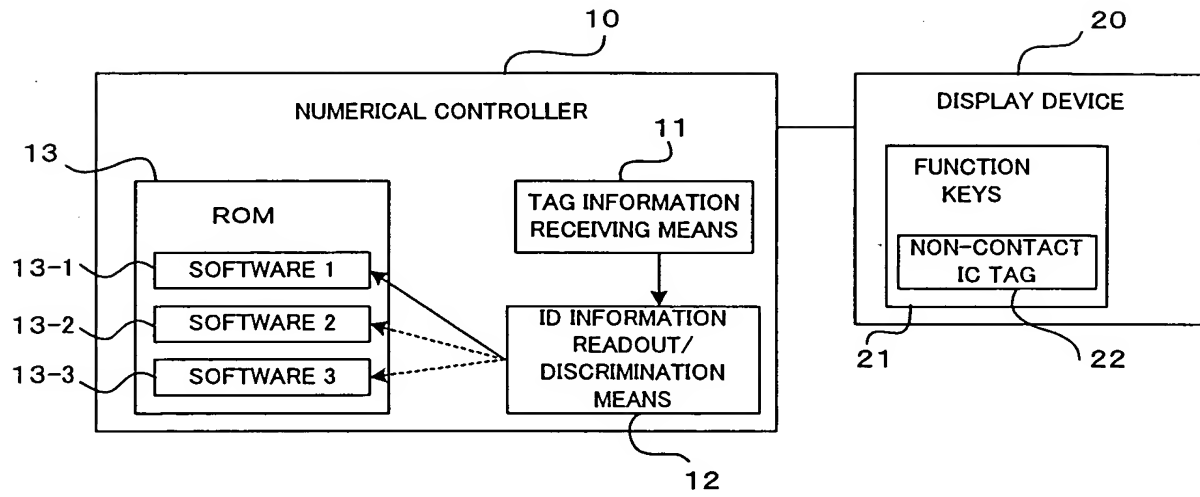 10
20
NUMERICAL CONTROLLER
DISPLAY DEVICE
13
11
FUNCTION
KEYS
ROM
TAG INFORMATION
RECEIVING MEANS
NON-CONTACT
IC TAG
13-1
SOFTWARE 1
13-2
SOFTWARE 2
ID INFORMATION
READOUT/
DISCRIMINATION
MEANS
21
22
13-3
SOFTWARE 3
12